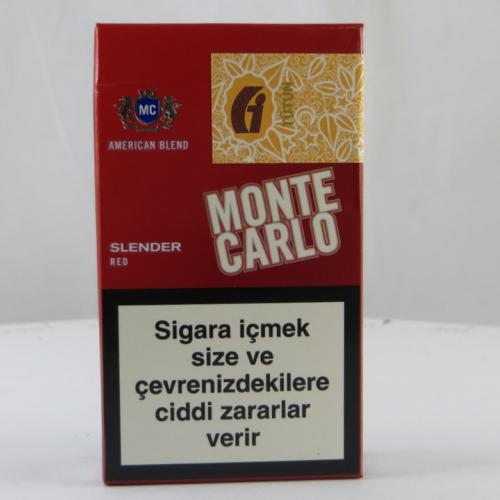 MC
AMERICAN BLEND
TÜTÜN
MONTE
CARLO
SLENDER
RED
Sigara içmek
size ve
çevrenizdekilere
ciddi zararlar
verir